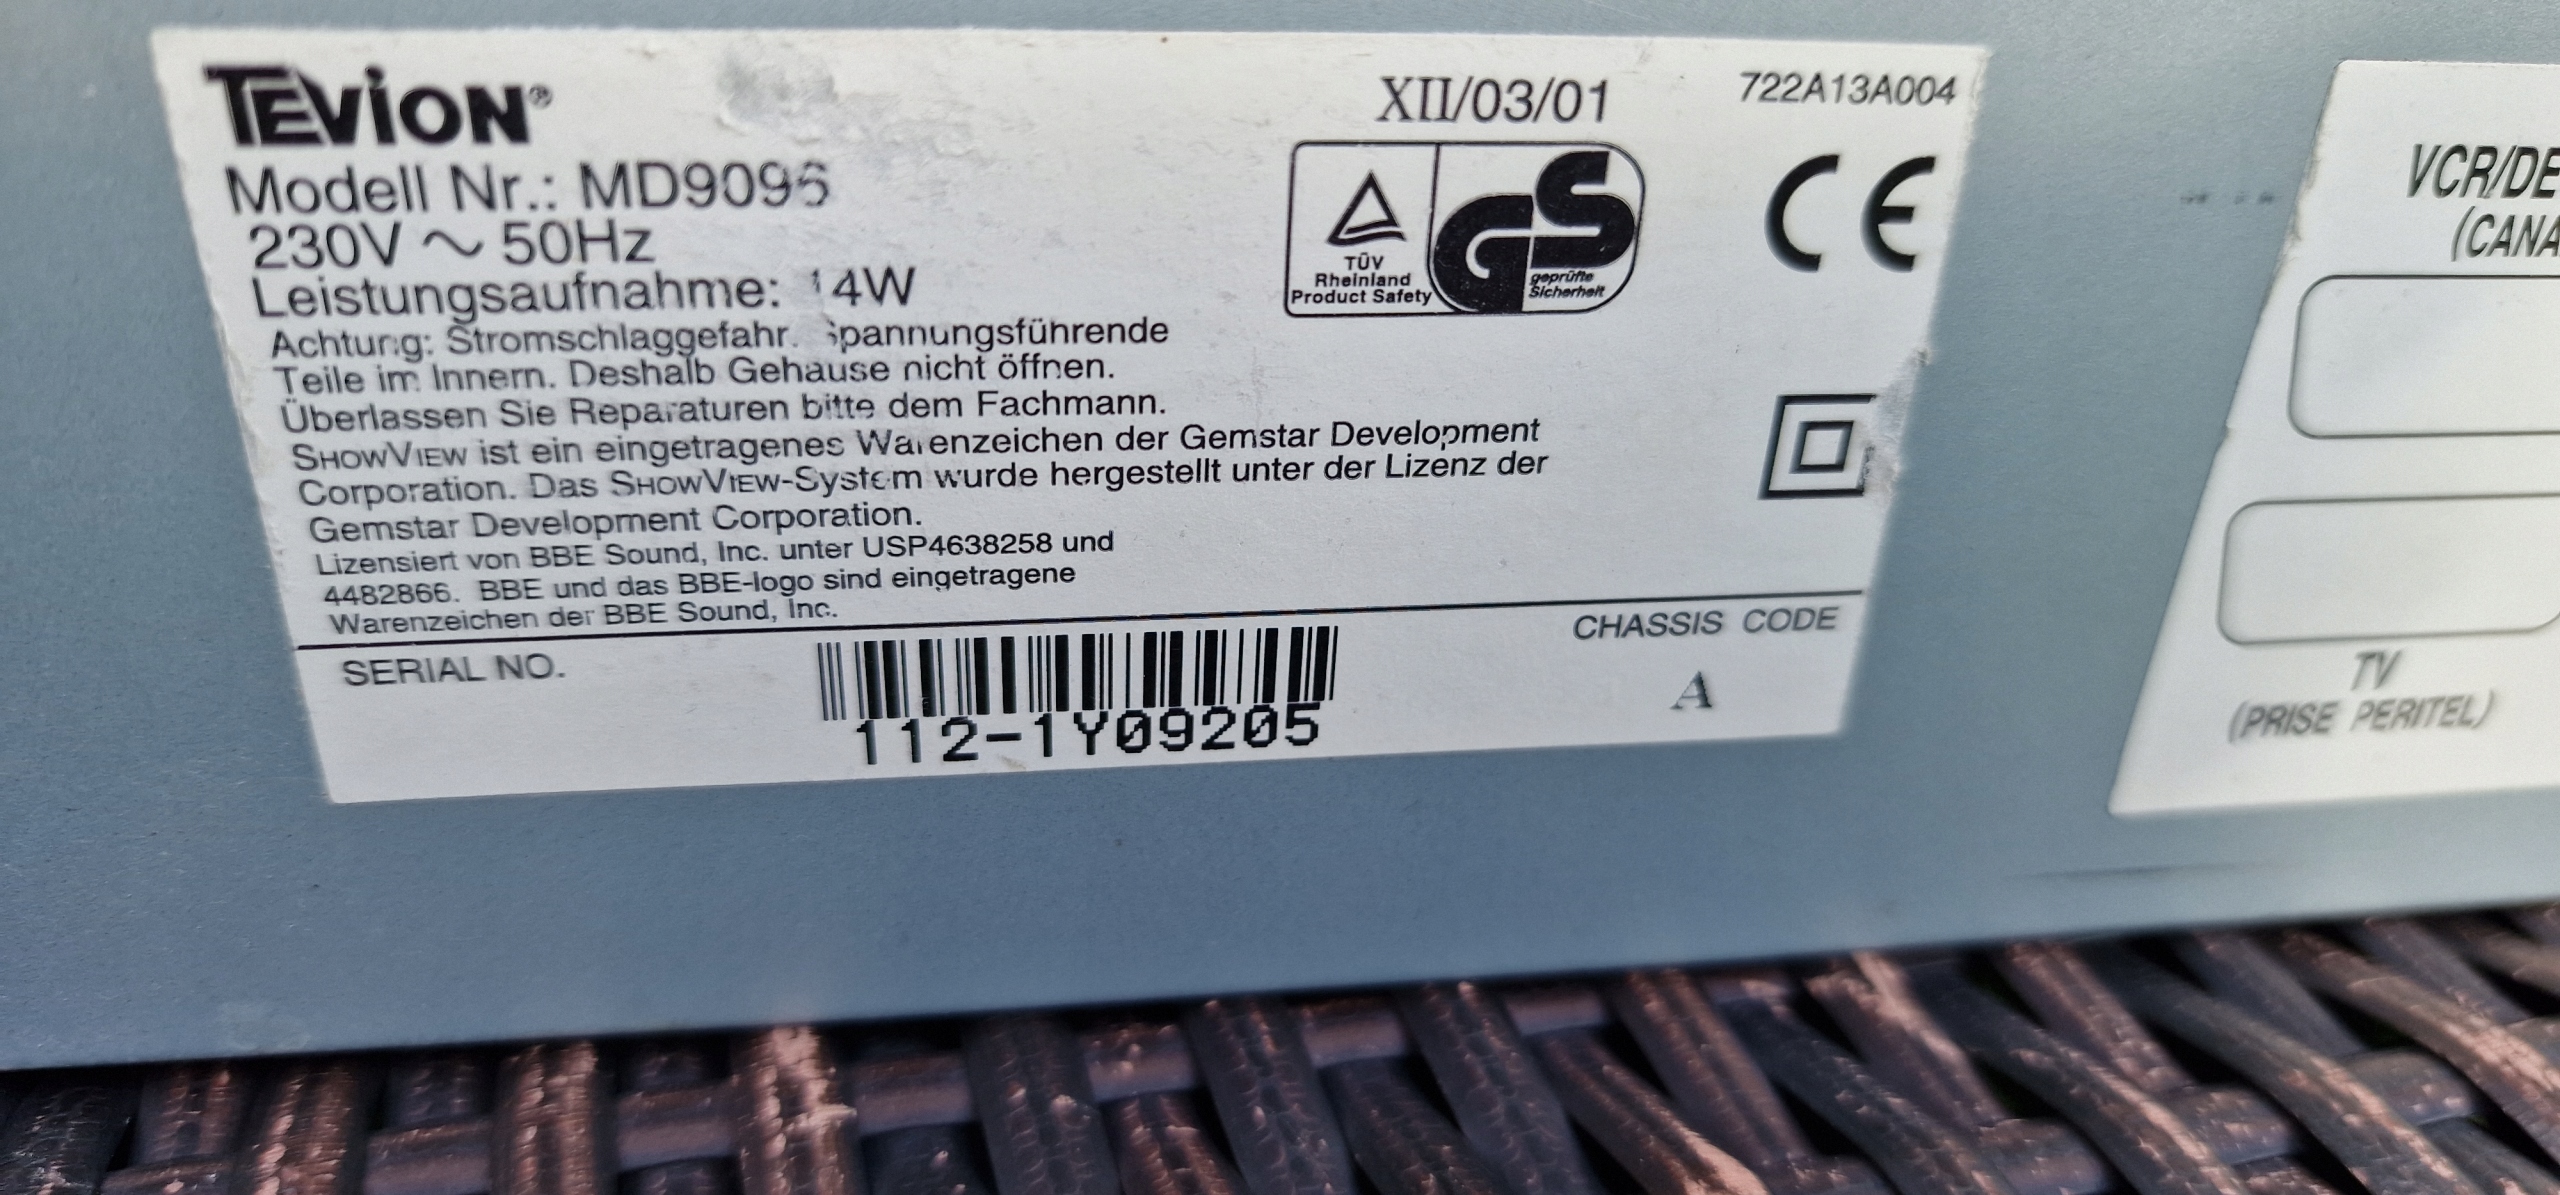 TEVION®
XII/03/01
722A13A004
Modell Nr.: MD9096
230V ~ 50Hz
Leistungsaufnahme: 14W
TÜV
Rheinland
Product Safety
GS
geprüfte
Sicherheit
CE
Achtung: Stromschlaggefahr. Spannungsführende
Teile im Innern. Deshalb Gehause nicht öffnen.
Überlassen Sie Reparaturen bitte dem Fachmann.
SHOWVIEW ist ein eingetragenes Warenzeichen der Gemstar Development
Corporation. Das SHOWVIEW-System wurde hergestellt unter der Lizenz der
Gemstar Development Corporation.
Lizensiert von BBE Sound, Inc. unter USP4638258 und
4482866. BBE und das BBE-logo sind eingetragene
Warenzeichen der BBE Sound, Inc.
SERIAL NO.
112-1Y09205
CHASSIS CODE
A
TV
(PRISE PERITEL)